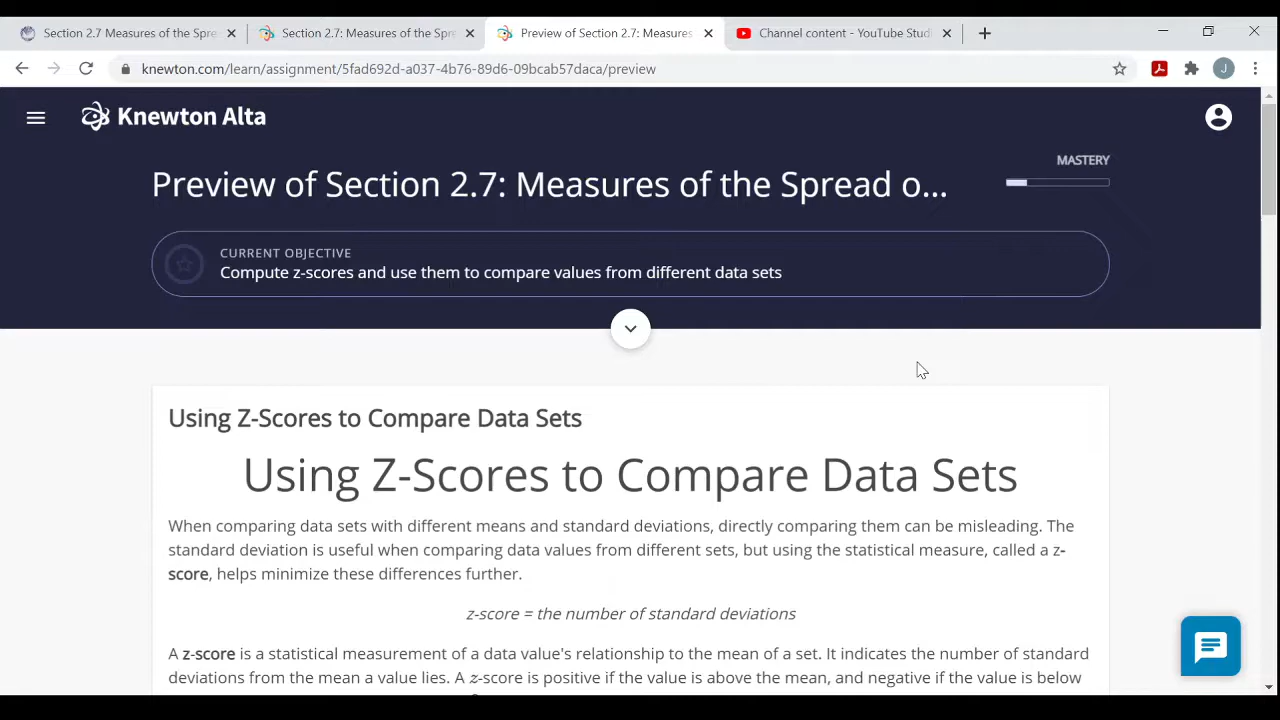 Section 2.7 Measures of the Spre
Section 2.7: Measures of the Spre
Preview of Section 2.7: Measures
Channel content - YouTube Studi
knewton.com/learn/assignment/5fad692d-a037-4b76-89d6-09bcab57daca/preview
J
Knewton Alta
MASTERY
Preview of Section 2.7: Measures of the Spread o...
CURRENT OBJECTIVE
Compute z-scores and use them to compare values from different data sets
Using Z-Scores to Compare Data Sets
Using Z-Scores to Compare Data Sets
When comparing data sets with different means and standard deviations, directly comparing them can be misleading. The
standard deviation is useful when comparing data values from different sets, but using the statistical measure, called a z-
score, helps minimize these differences further.
z-score = the number of standard deviations
A z-score is a statistical measurement of a data value's relationship to the mean of a set. It indicates the number of standard
deviations from the mean a value lies. A z-score is positive if the value is above the mean, and negative if the value is below